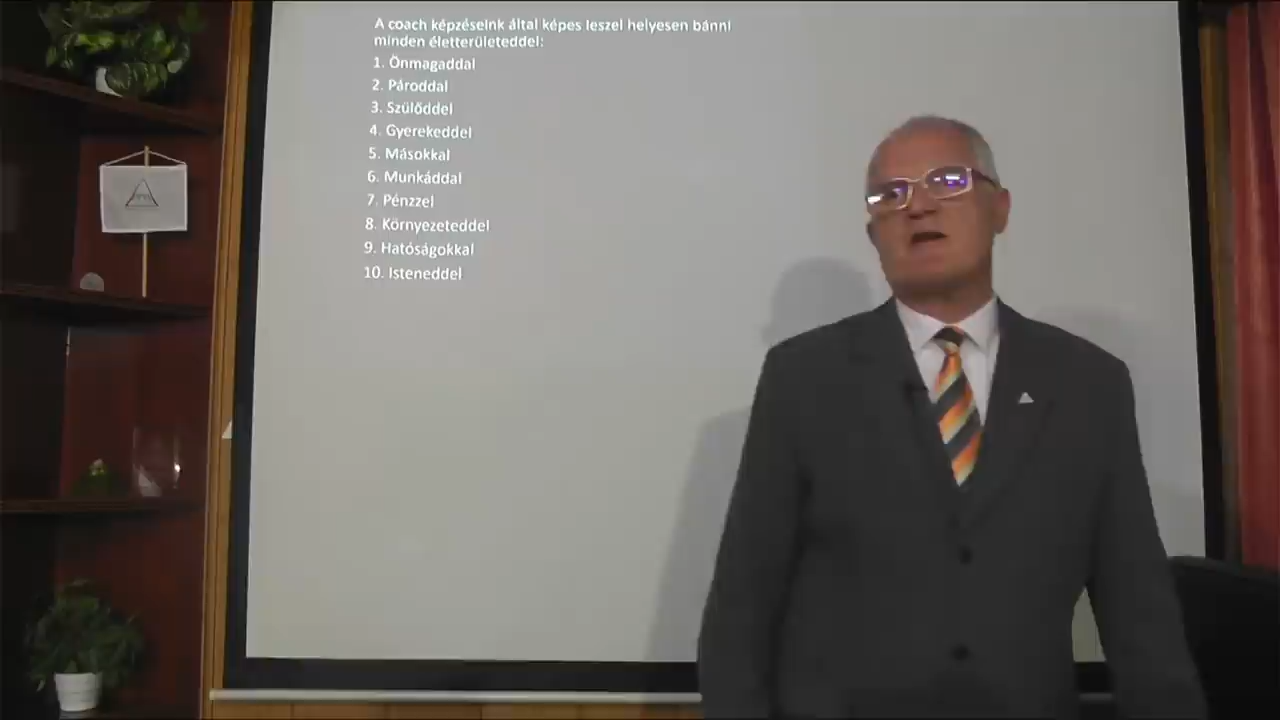 A coach képzéseink által képes leszel helyesen bánni
minden életterületeddel:
1. Önmagaddal
2. Pároddal
3. Szülőddel
4. Gyerekeddel
5. Másokkal
6. Munkáddal
7. Pénzzel
8. Környezeteddel
9. Hatóságokkal
10. Isteneddel